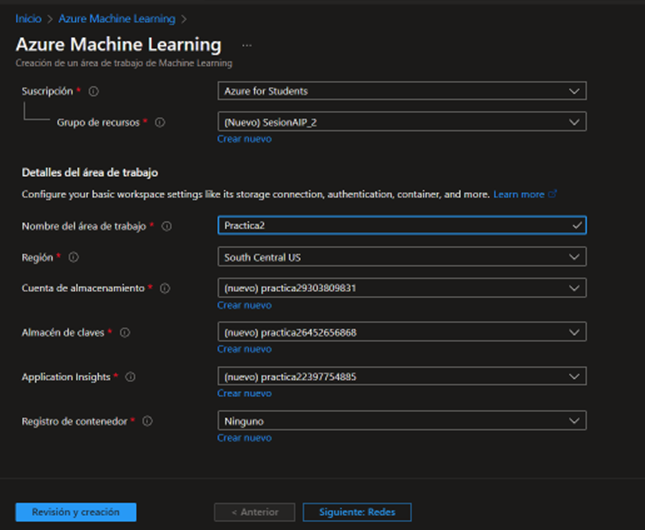 Inicio > Azure Machine Learning >
Azure Machine Learning ...
Creación de un área de trabajo de Machine Learning
Suscripción * Azure for Students
Grupo de recursos * (Nuevo) SesionAIP_2
Crear nuevo
Detalles del área de trabajo
Configure your basic workspace settings like its storage connection, authentication, container, and more. Learn more
Nombre del área de trabajo * Practica2
Región * South Central US
Cuenta de almacenamiento * (nuevo) practica29303809831
Crear nuevo
Almacén de claves * (nuevo) practica26452656868
Crear nuevo
Application Insights * (nuevo) practica22397754885
Crear nuevo
Registro de contenedor * Ninguno
Crear nuevo
Revisión y creación < Anterior Siguiente: Redes